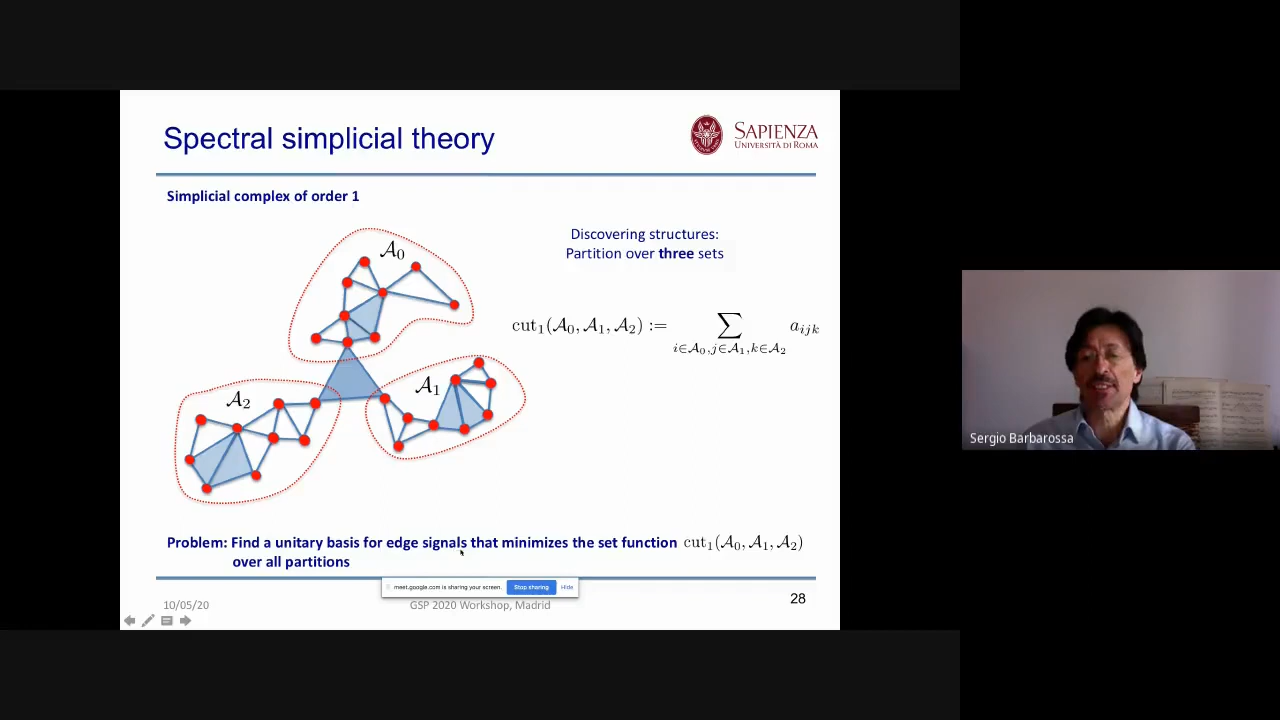 Spectral simplicial theory
SAPIENZA
UNIVERSITÀ DI ROMA
Simplicial complex of order 1
Discovering structures:
Partition over three sets
𝒜0
𝒜1
𝒜2
cut1(𝒜0, 𝒜1, 𝒜2) := ∑ i∈𝒜0, j∈𝒜1, k∈𝒜2 aijk
Problem: Find a unitary basis for edge signals that minimizes the set function cut1(𝒜0, 𝒜1, 𝒜2)
over all partitions
meet.google.com is sharing your screen. Stop sharing Hide
10/05/20
GSP 2020 Workshop, Madrid
28
Sergio Barbarossa